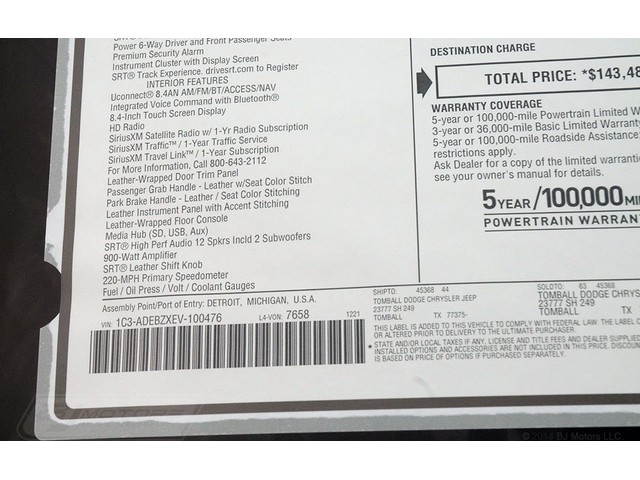 Power 6-Way Driver and Front Passenger Seats
Premium Security Alarm
Instrument Cluster with Display Screen
SRT® Track Experience. drivesrt.com to Register
INTERIOR FEATURES
Uconnect® 8.4AN AM/FM/BT/ACCESS/NAV
Integrated Voice Command with Bluetooth®
8.4-Inch Touch Screen Display
HD Radio
SiriusXM Satellite Radio w/ 1-Yr Radio Subscription
SiriusXM Traffic™ / 1-Year Traffic Service
SiriusXM Travel Link™ / 1-Year Subscription
For More Information, Call 800-643-2112
Leather-Wrapped Door Trim Panel
Passenger Grab Handle - Leather w/Seat Color Stitch
Park Brake Handle - Leather / Seat Color Stitching
Leather Instrument Panel with Accent Stitching
Leather-Wrapped Floor Console
Media Hub (SD, USB, Aux)
SRT® High Perf Audio 12 Spkrs Incld 2 Subwoofers
900-Watt Amplifier
SRT® Leather Shift Knob
220-MPH Primary Speedometer
Fuel / Oil Press / Volt / Coolant Gauges
Assembly Point/Port of Entry: DETROIT, MICHIGAN, U.S.A.
VIN: 1C3-ADEBZXEV-100476 L4-VON: 7658 1221
DESTINATION CHARGE
TOTAL PRICE: *$143,48
WARRANTY COVERAGE
5-year or 100,000-mile Powertrain Limited W
3-year or 36,000-mile Basic Limited Warranty
5-year or 100,000-mile Roadside Assistance
restrictions apply.
Ask Dealer for a copy of the limited warranti
see your owner's manual for details.
5 YEAR/100,000 MI
POWERTRAIN WARRAN
SHIPTO: 45368 44
TOMBALL DODGE CHRYSLER JEEP
23777 SH 249
TOMBALL TX 77375-
SOLDTO: 63 45368
TOMBALL DODGE CHRYS
23777 SH 249
TOMBALL TX
THIS LABEL IS ADDED TO THIS VEHICLE TO COMPLY WITH FEDERAL LAW. THE LABEL C
OR ALTERED PRIOR TO DELIVERY TO THE ULTIMATE PURCHASER.
* STATE AND/OR LOCAL TAXES IF ANY, LICENSE AND TITLE FEES AND DEALER SUPPLIED
INSTALLED OPTIONS AND ACCESSORIES ARE NOT INCLUDED IN THIS PRICE. DISCOUN
IS BASED ON PRICE OF OPTIONS IF PURCHASED SEPARATELY.
BJ MOTORS
BJ Motors LLC.